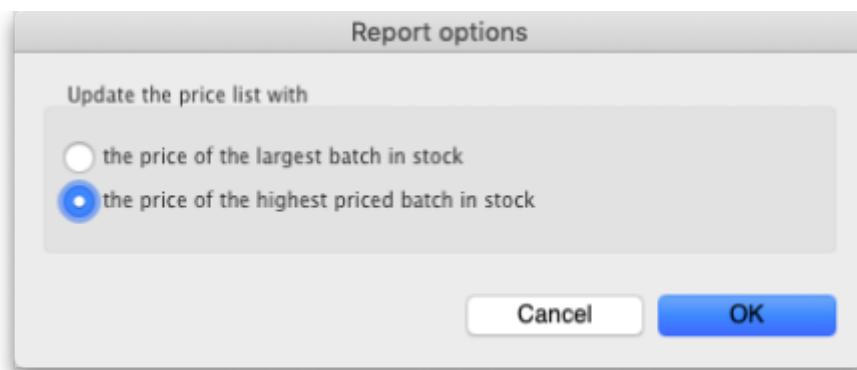 Report options
Update the price list with
the price of the largest batch in stock
the price of the highest priced batch in stock
Cancel OK